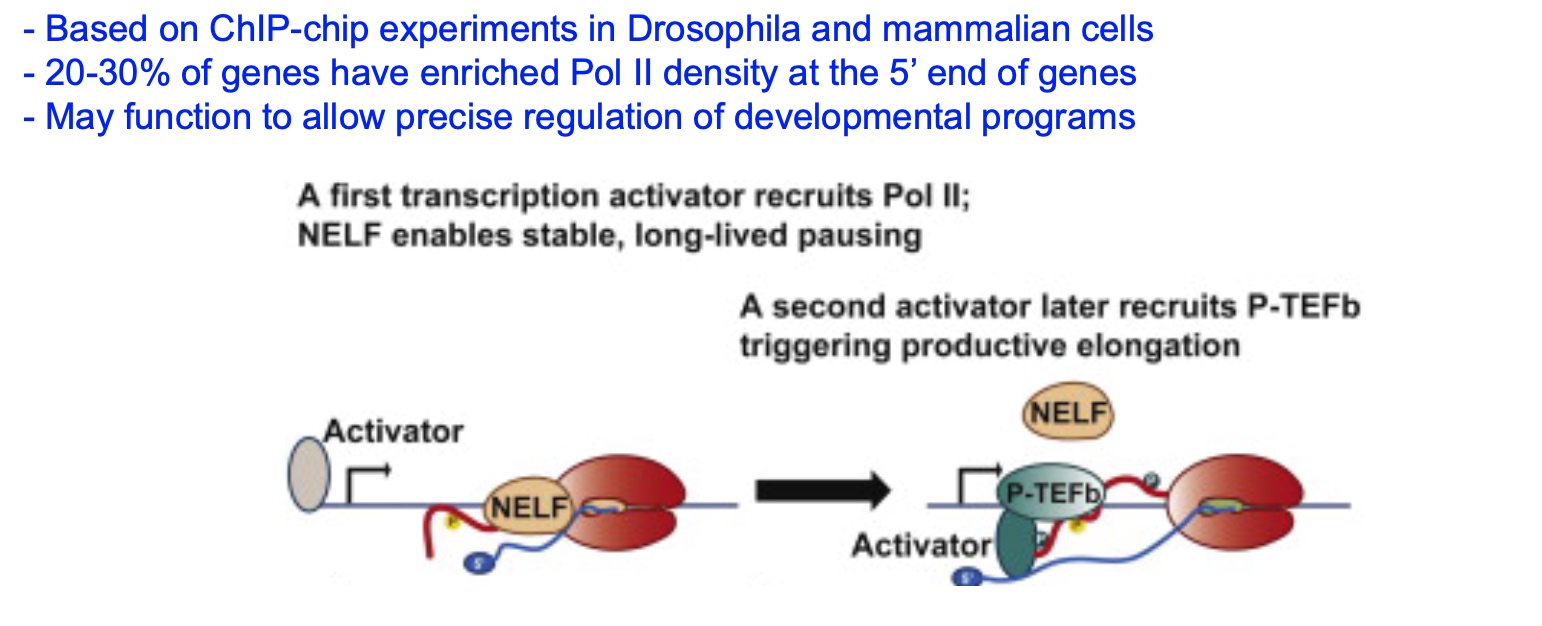 - Based on ChIP-chip experiments in Drosophila and mammalian cells
- 20-30% of genes have enriched Pol II density at the 5’ end of genes
- May function to allow precise regulation of developmental programs
A first transcription activator recruits Pol II;
NELF enables stable, long-lived pausing
A second activator later recruits P-TEFb
triggering productive elongation
Activator
NELF
P
5'
NELF
P-TEFb
P
Activator
5'